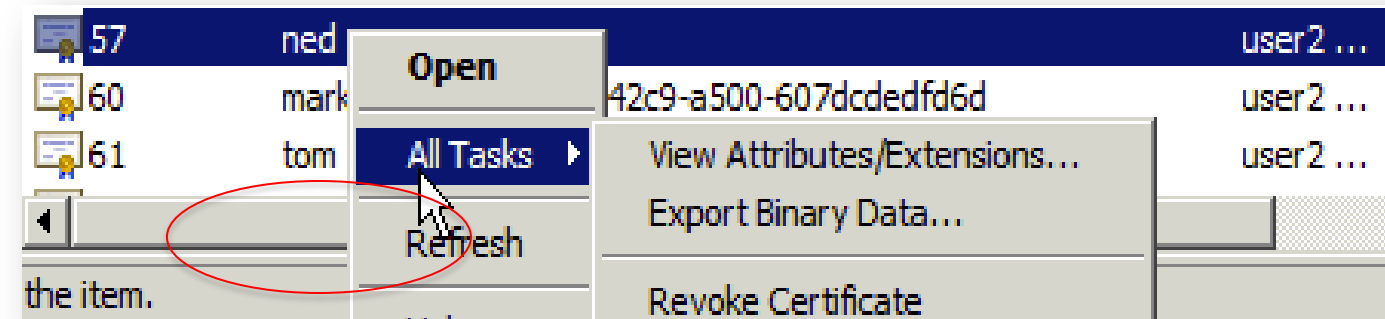 57 ned user2 ...
Open
60 mark 42c9-a500-607dcdedfd6d user2 ...
61 tom All Tasks View Attributes/Extensions... user2 ...
Export Binary Data...
Refresh
the item.
Revoke Certificate